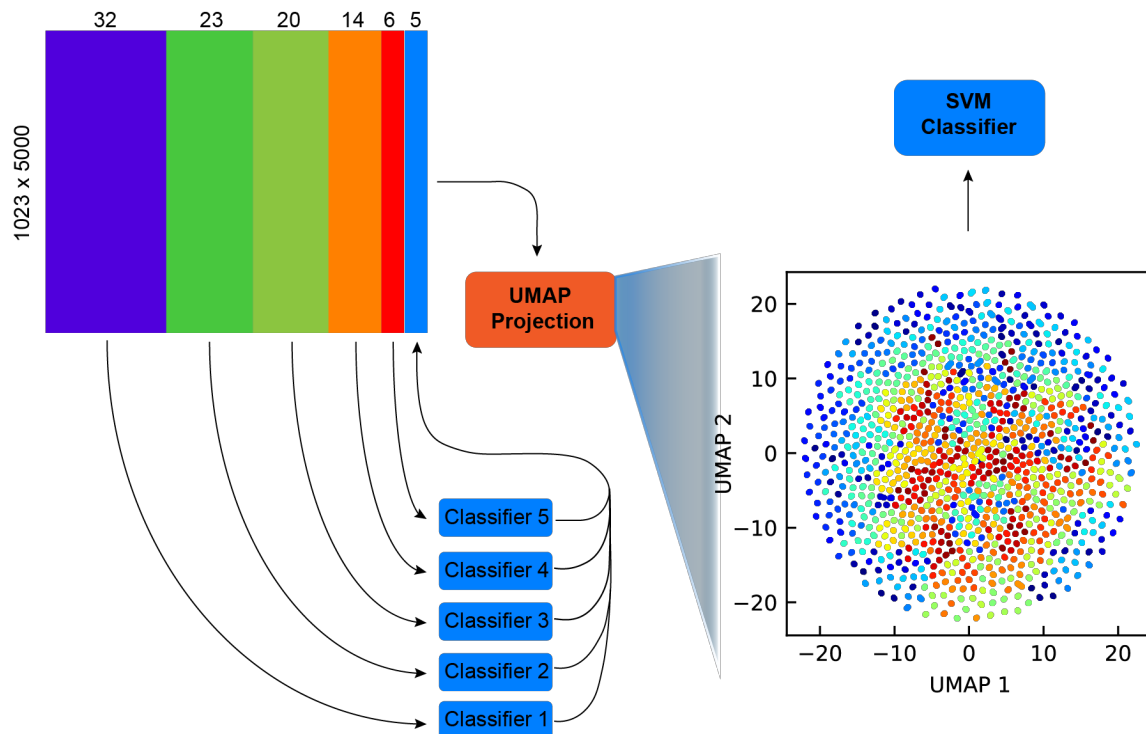 32 23 20 14 6 5
1023 x 5000
SVM
Classifier
UMAP
Projection
Classifier 5
Classifier 4
Classifier 3
Classifier 2
Classifier 1
UMAP 2
20
10
0
−10
−20
−20 −10 0 10 20
UMAP 1